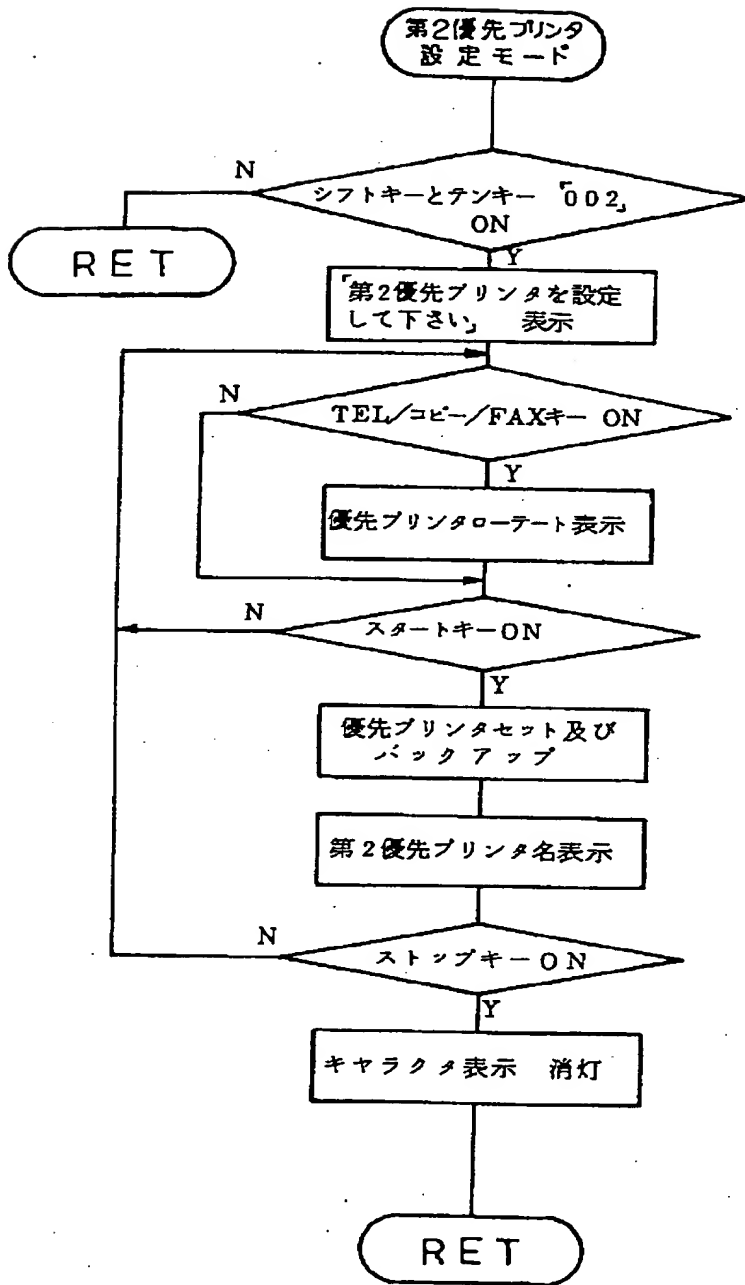 第2優先プリンタ
設定モード
N
シフトキーとテンキー「002」
ON
RET
Y
「第2優先プリンタを設定
して下さい」 表示
N
TEL/コピー/FAXキー ON
Y
優先プリンタローテート表示
N
スタートキーON
Y
優先プリンタセット及び
バックアップ
第2優先プリンタ名表示
N
ストップキーON
Y
キャラクタ表示 消灯
RET